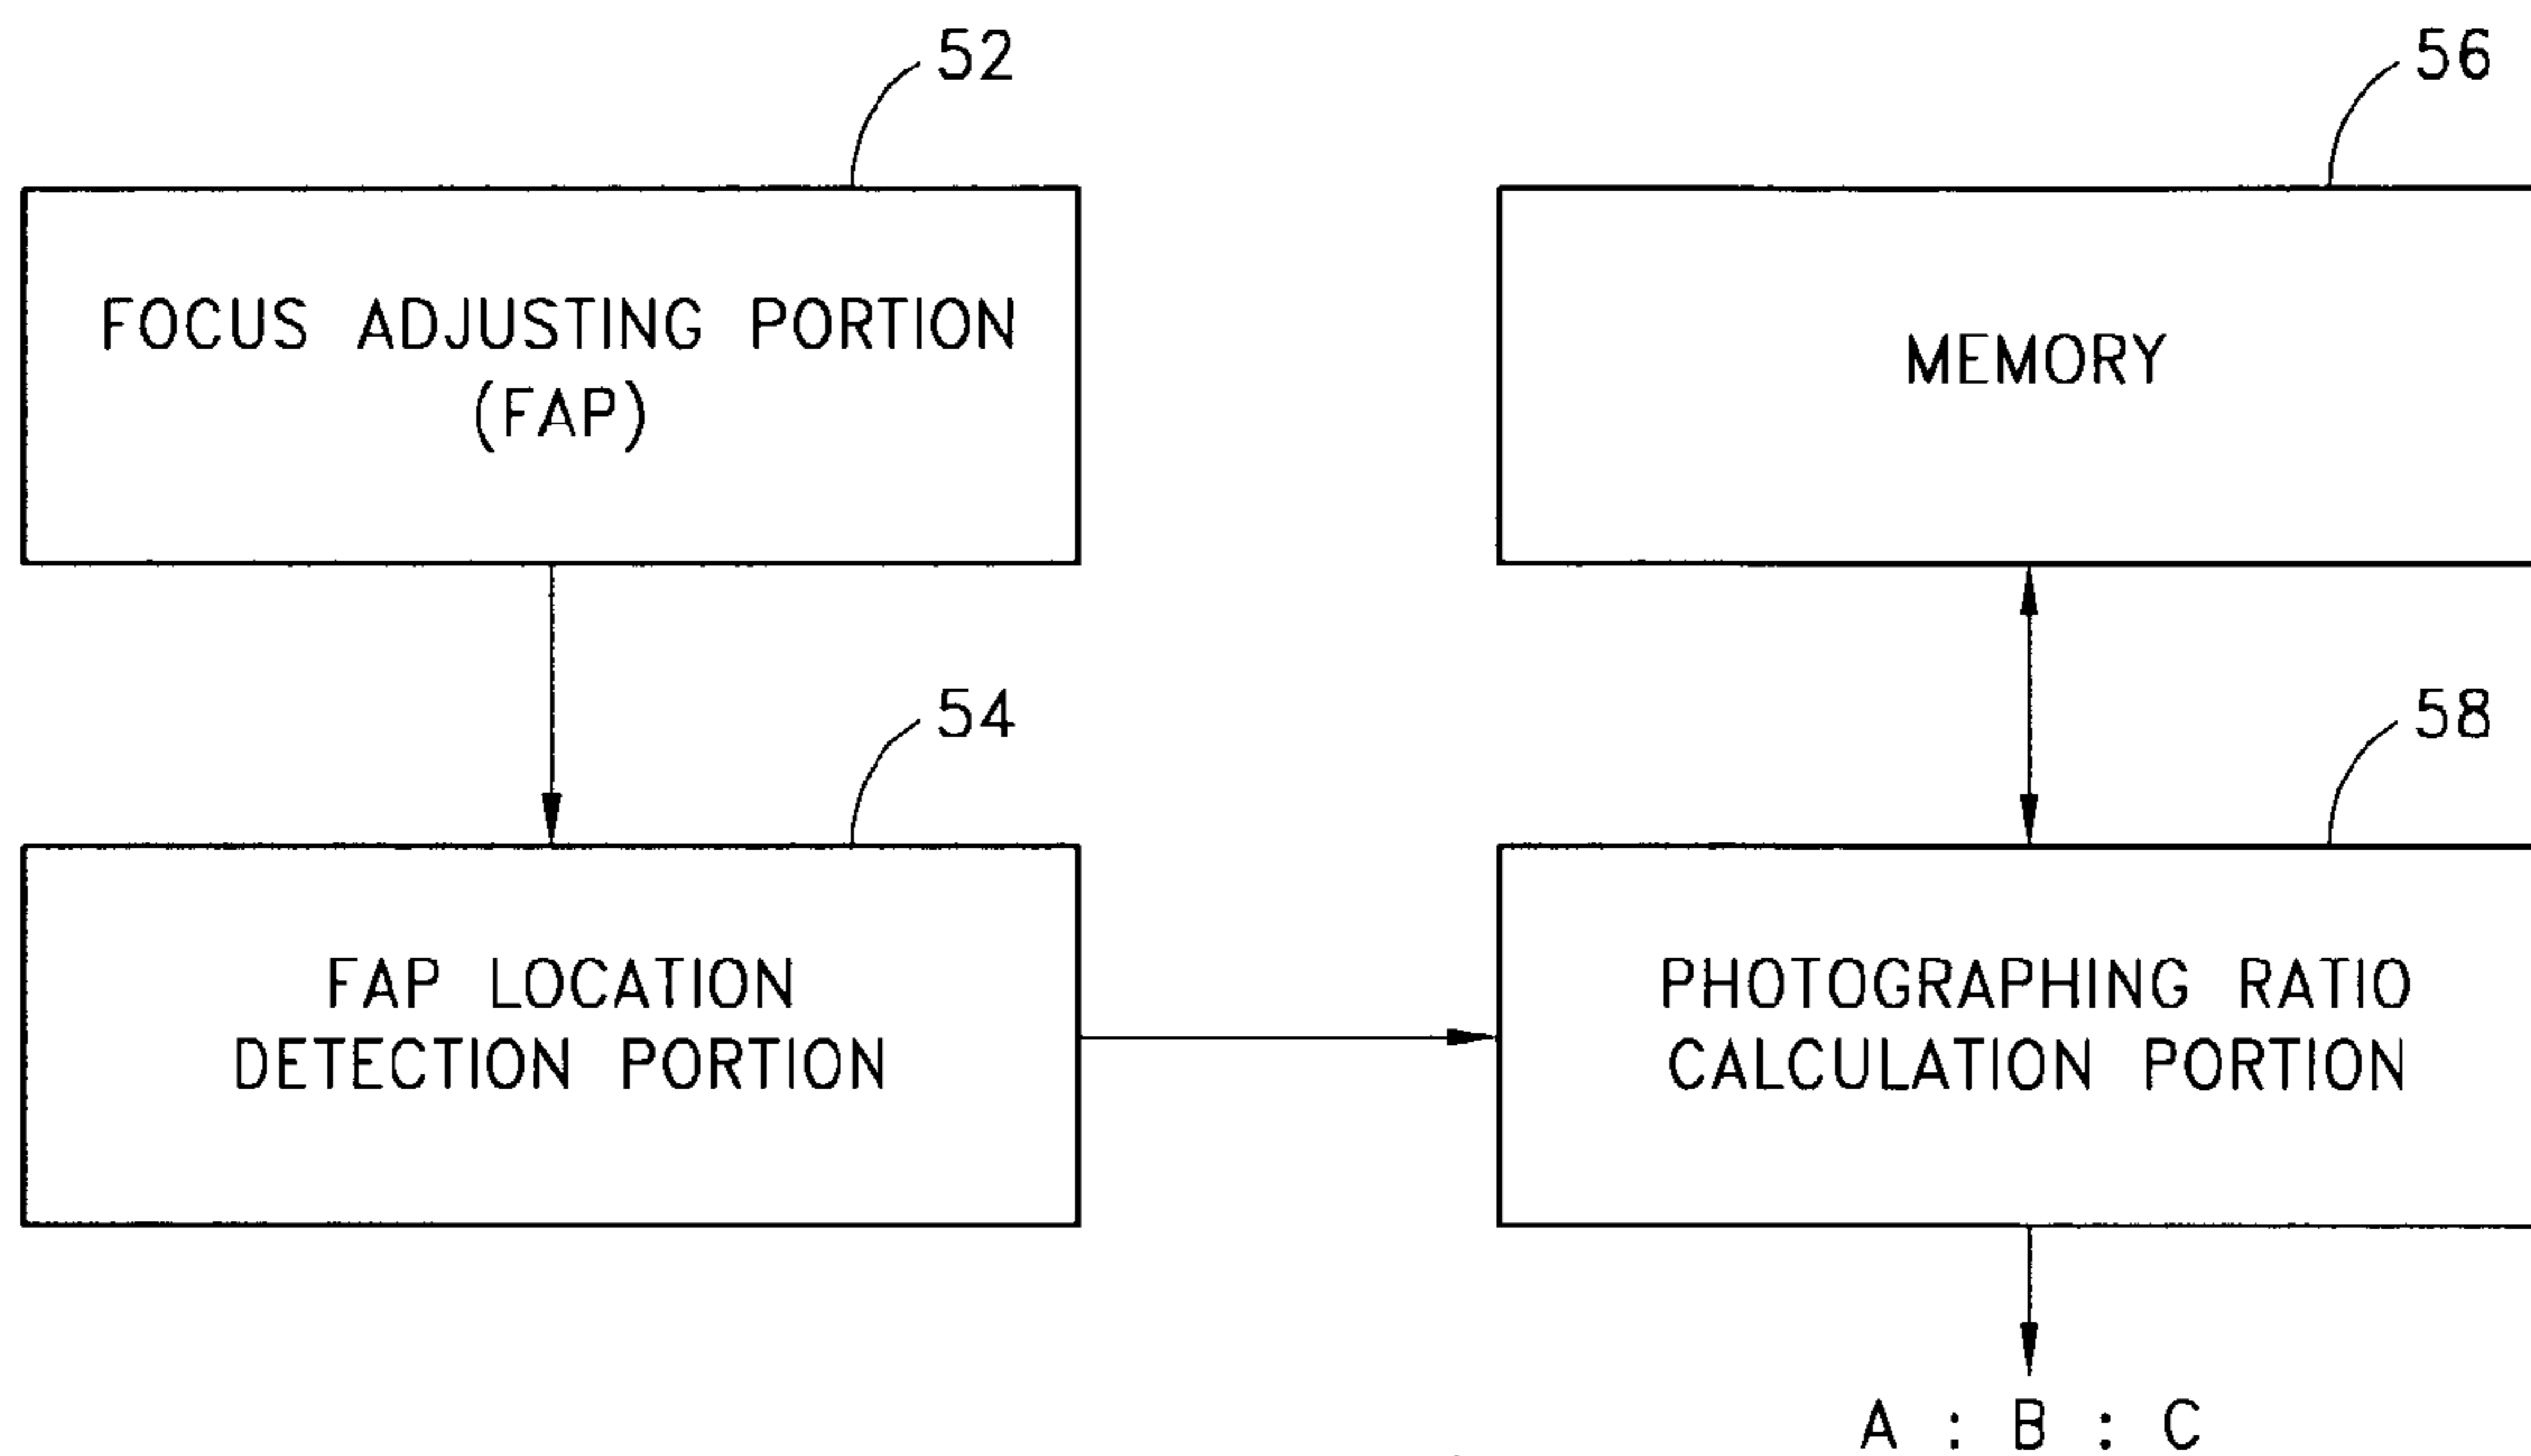 52
FOCUS ADJUSTING PORTION
(FAP)
56
MEMORY
54
FAP LOCATION
DETECTION PORTION
58
PHOTOGRAPHING RATIO
CALCULATION PORTION
A : B : C